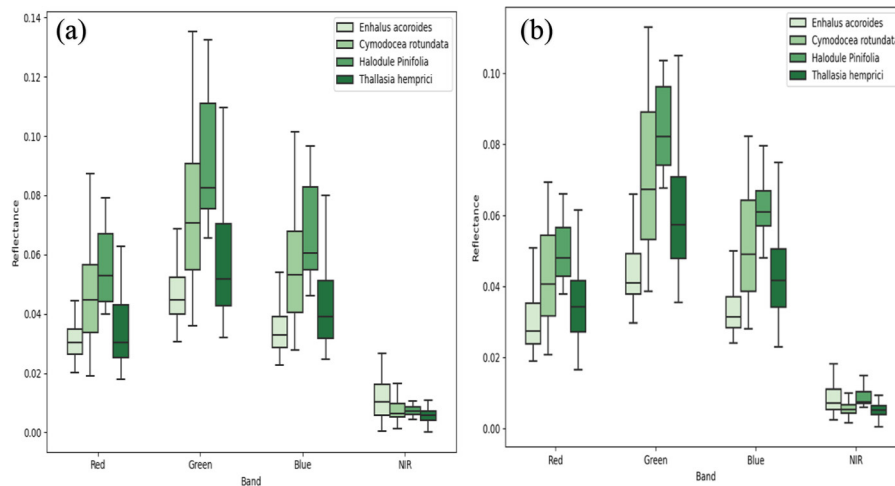 (a)
Enhalus acoroides
Cymodocea rotundata
Halodule Pinifolia
Thallasia hemprici
0.14
0.12
0.10
0.08
0.06
0.04
0.02
0.00
Reflectance
Red
Green
Blue
NIR
Band
(b)
Enhalus acoroides
Cymodocea rotundata
Halodule Pinifolia
Thallasia hemprici
0.10
0.08
0.06
0.04
0.02
0.00
Reflectance
Red
Green
Blue
NIR
Band